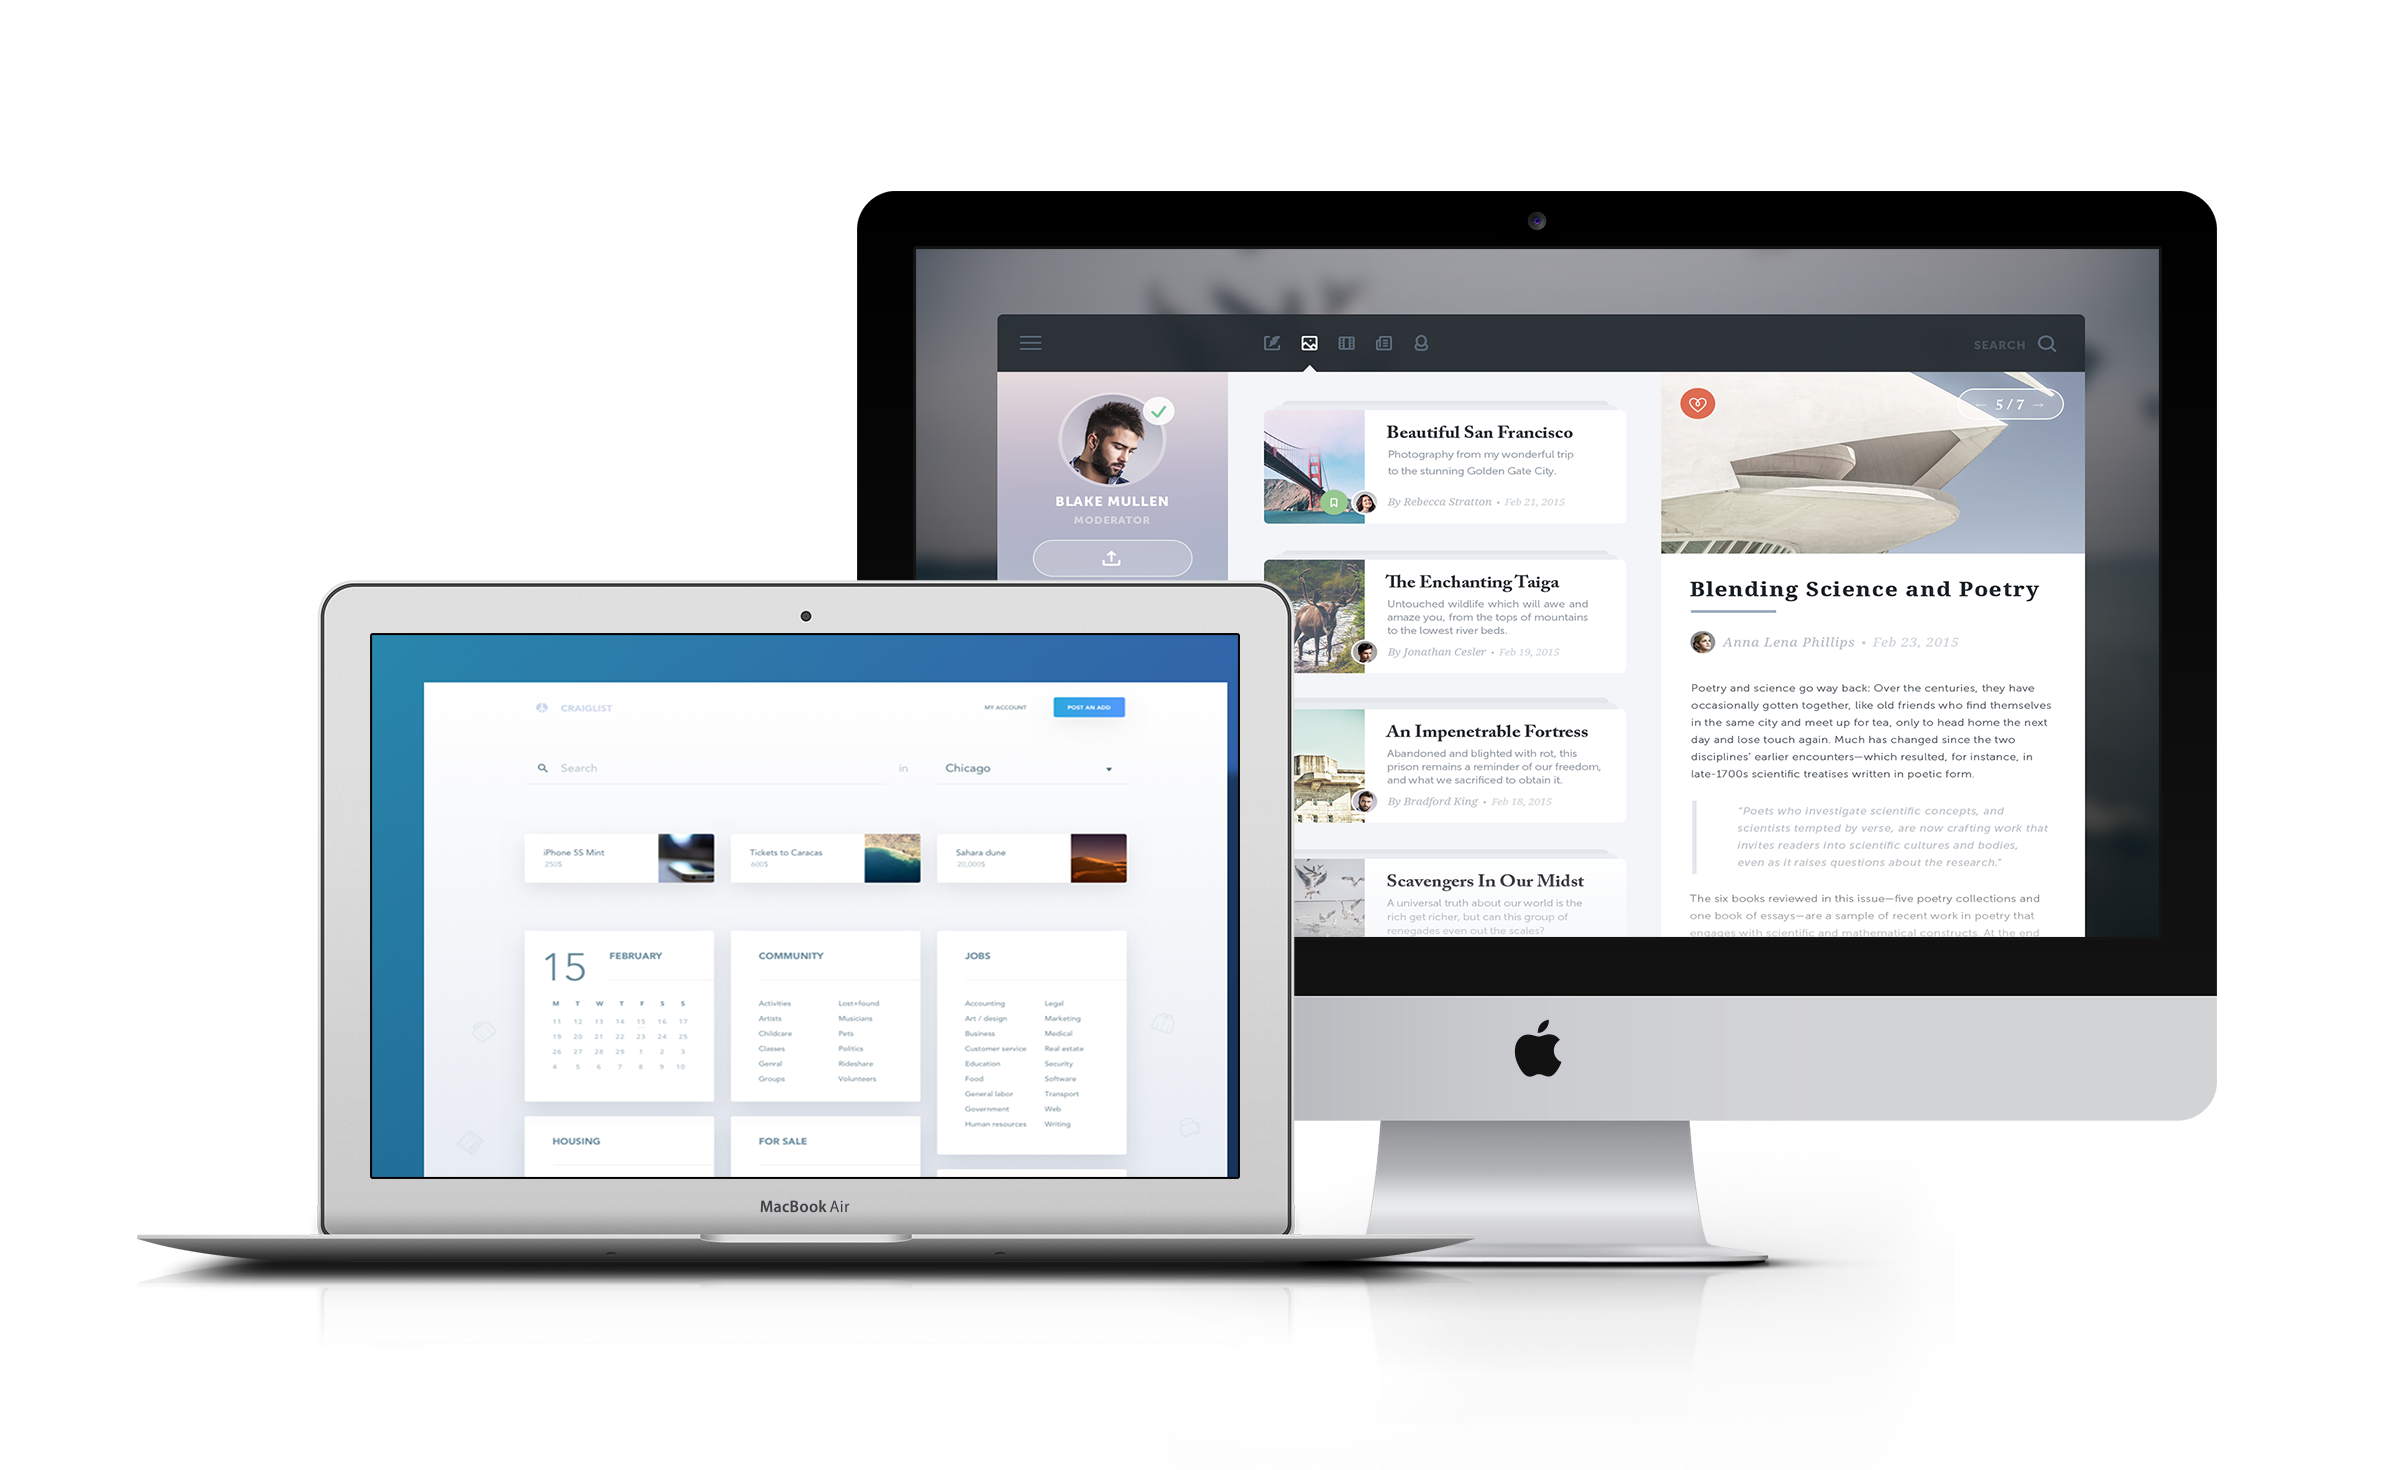 SEARCH
BLAKE MULLEN
MODERATOR
Beautiful San Francisco
Photography from my wonderful trip
to the stunning Golden Gate City.
By Rebecca Stratton • Feb 21, 2015
The Enchanting Taiga
Untouched wildlife which will awe and
amaze you, from the tops of mountains
to the lowest river beds.
By Jonathan Cesler • Feb 19, 2015
An Impenetrable Fortress
Abandoned and blighted with rot, this
prison remains a reminder of our freedom,
and what we sacrificed to obtain it.
By Bradford King • Feb 18, 2015
Scavengers In Our Midst
A universal truth about our world is the
rich get richer, but can this group of
renegades even out the scales?
← 5 / 7 →
Blending Science and Poetry
Anna Lena Phillips • Feb 23, 2015
Poetry and science go way back: Over the centuries, they have
occasionally gotten together, like old friends who find themselves
in the same city and meet up for tea, only to head home the next
day and lose touch again. Much has changed since the two
disciplines' earlier encounters—which resulted, for instance, in
late-1700s scientific treatises written in poetic form.
"Poets who investigate scientific concepts, and
scientists tempted by verse, are now crafting work that
invites readers into scientific cultures and bodies,
even as it raises questions about the research."
The six books reviewed in this issue—five poetry collections and
one book of essays—are a sample of recent work in poetry that
engages with scientific and mathematical constructs. At the end
CRAIGLIST
MY ACCOUNT
POST AN ADD
Search
in
Chicago
iPhone 5S Mint
250$
Tickets to Caracas
600$
Sahara dune
20,000$
15 FEBRUARY
M T W T F S S
11 12 13 14 15 16 17
19 20 21 22 23 24 25
26 27 28 29 1 2 3
4 5 6 7 8 9 10
COMMUNITY
Activities Lost+found
Artists Musicians
Childcare Pets
Classes Politics
Genral Rideshare
Groups Volunteers
JOBS
Accounting Legal
Art / design Marketing
Business Medical
Customer service Real estate
Education Security
Food Software
General labor Transport
Government Web
Human resources Writing
HOUSING
FOR SALE
MacBook Air